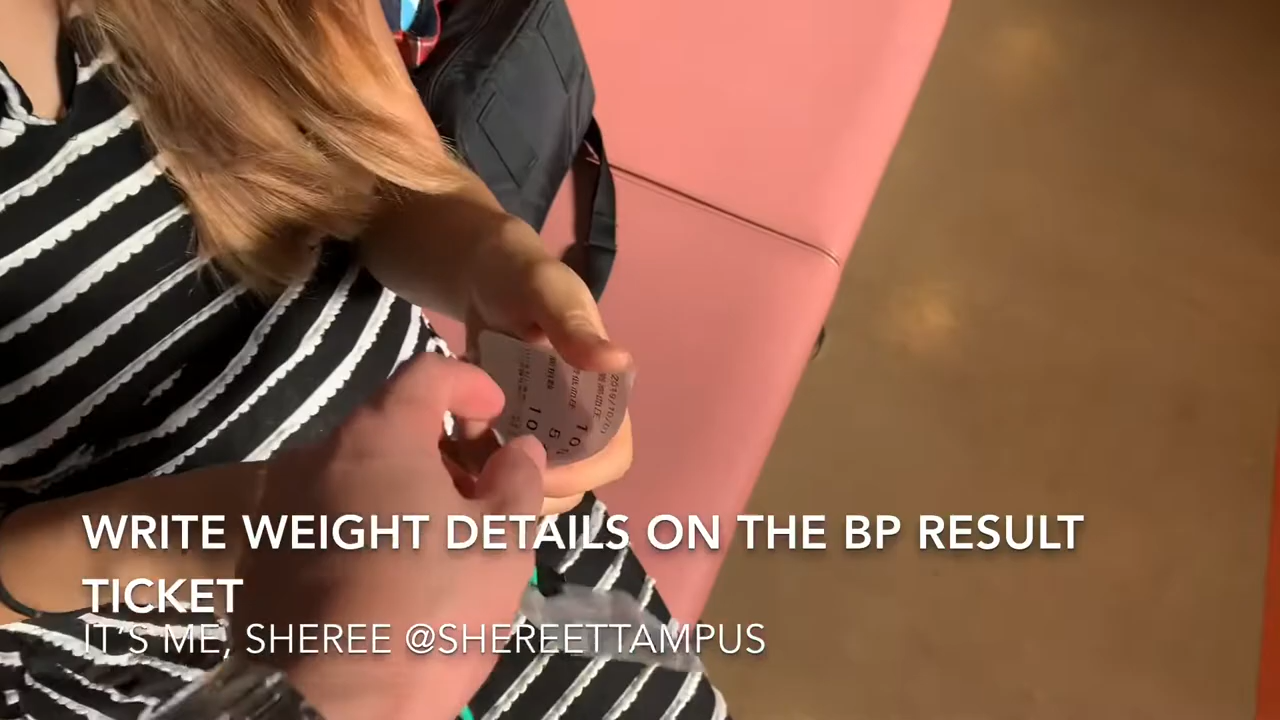 WRITE WEIGHT DETAILS ON THE BP RESULT
TICKET
IT'S ME, SHEREE @SHEREETTAMPUS